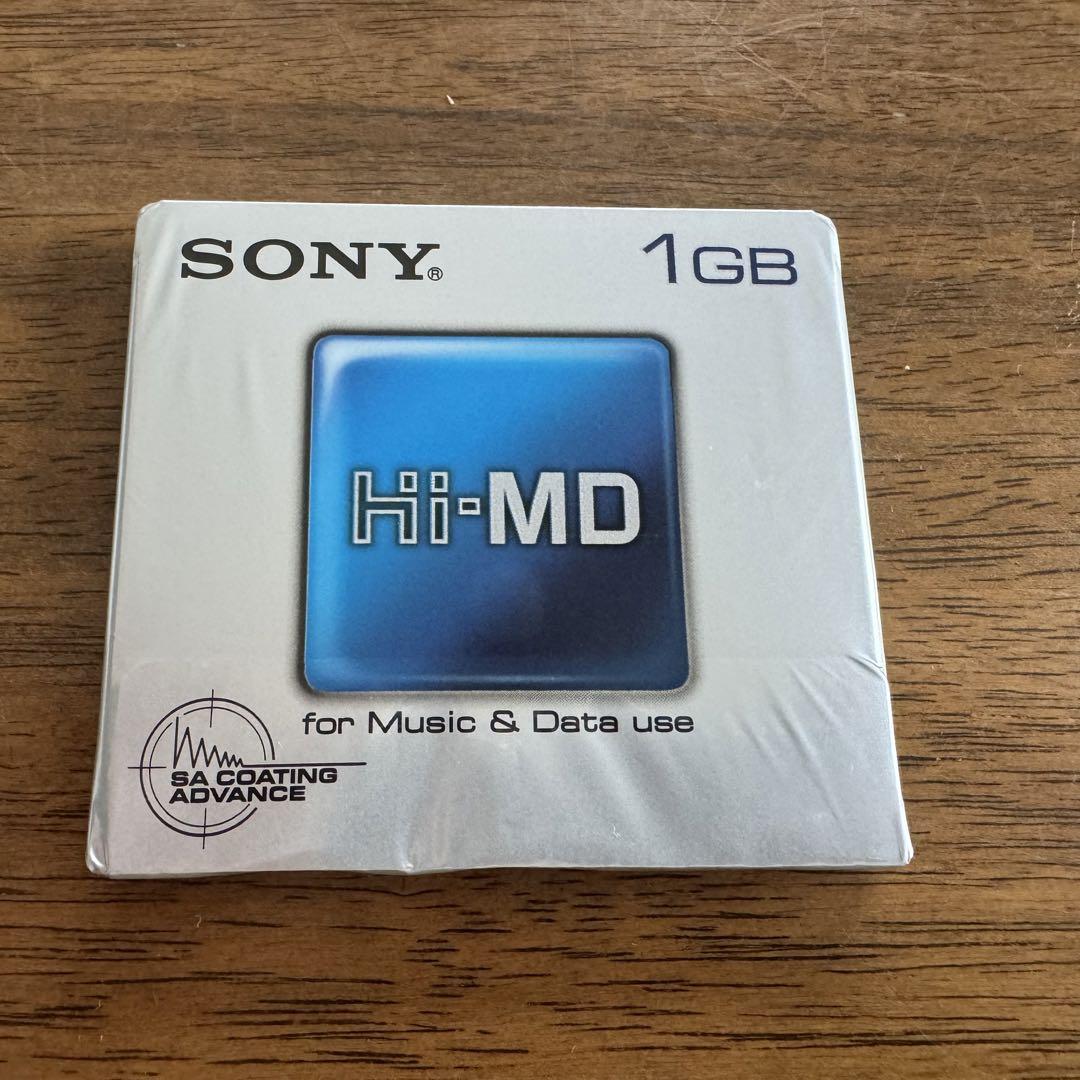 SONY®
1GB
Hi-MD
for Music & Data use
SA COATING
ADVANCE